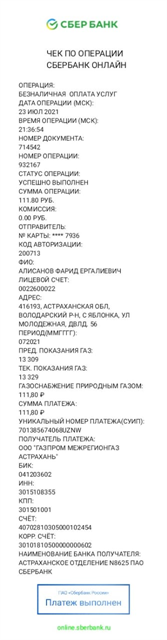 СБЕР БАНК
ЧЕК ПО ОПЕРАЦИИ
СБЕРБАНК ОНЛАЙН
ОПЕРАЦИЯ:
БЕЗНАЛИЧНАЯ ОПЛАТА УСЛУГ
ДАТА ОПЕРАЦИИ (МСК):
23 ИЮЛ 2021
ВРЕМЯ ОПЕРАЦИИ (МСК):
21:36:54
НОМЕР ДОКУМЕНТА:
714542
НОМЕР ОПЕРАЦИИ:
932167
СТАТУС ОПЕРАЦИИ:
УСПЕШНО ВЫПОЛНЕН
СУММА ОПЕРАЦИИ:
111.80 РУБ.
КОМИССИЯ:
0.00 РУБ.
ОТПРАВИТЕЛЬ:
№ КАРТЫ: **** 7936
КОД АВТОРИЗАЦИИ:
200713
ФИО:
АЛИСАНОВ ФАРИД ЕРГАЛИЕВИЧ
ЛИЦЕВОЙ СЧЕТ:
0022600022
АДРЕС:
416193, АСТРАХАНСКАЯ ОБЛ,
ВОЛОДАРСКИЙ Р-Н, С ЯБЛОНКА, УЛ
МОЛОДЕЖНАЯ, ДВЛД. 56
ПЕРИОД(ММГГГГ):
072021
ПРЕД. ПОКАЗАНИЯ ГАЗ:
13 309
ТЕК. ПОКАЗАНИЯ ГАЗ:
13 329
ГАЗОСНАБЖЕНИЕ ПРИРОДНЫМ ГАЗОМ:
111,80 ₽
СУММА ПЛАТЕЖА:
111,80 ₽
УНИКАЛЬНЫЙ НОМЕР ПЛАТЕЖА(СУИП):
701385674068UZNW
ПОЛУЧАТЕЛЬ ПЛАТЕЖА:
ООО "ГАЗПРОМ МЕЖРЕГИОНГАЗ
АСТРАХАНЬ"
БИК:
041203602
ИНН:
3015108355
КПП:
301501001
СЧЁТ:
40702810305000102454
КОРР. СЧЁТ:
30101810500000000602
НАИМЕНОВАНИЕ БАНКА ПОЛУЧАТЕЛЯ:
АСТРАХАНСКОЕ ОТДЕЛЕНИЕ N8625 ПАО
СБЕРБАНК
ПАО «Сбербанк России»
Платеж выполнен
online.sberbank.ru